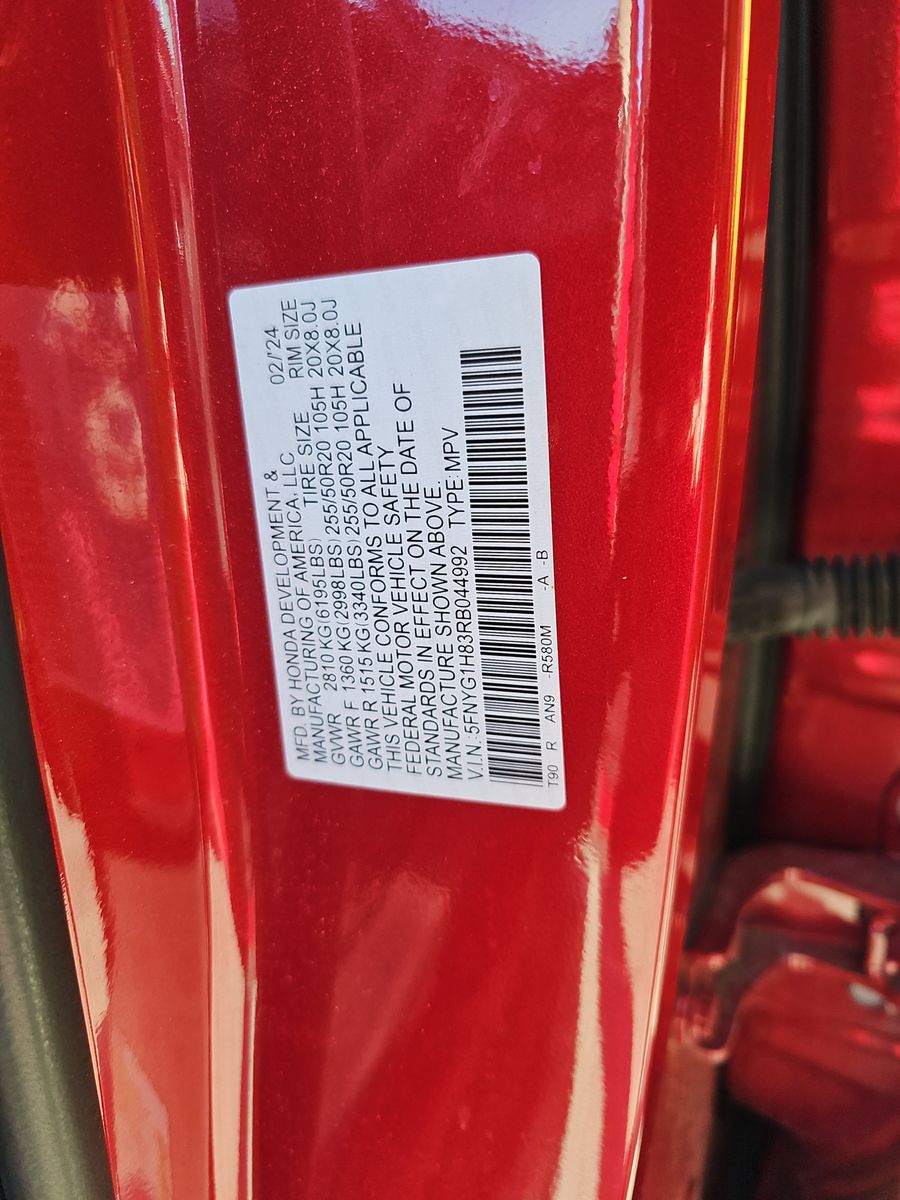 MFD. BY HONDA DEVELOPMENT & 02/'24
MANUFACTURING OF AMERICA, LLC RIM SIZE
TIRE SIZE
GVWR 2810 KG(6195LBS)
GAWR F 1360 KG(2998LBS) 255/50R20 105H 20X8.0J
GAWR R 1515 KG(3340LBS) 255/50R20 105H 20X8.0J
THIS VEHICLE CONFORMS TO ALL APPLICABLE
FEDERAL MOTOR VEHICLE SAFETY
STANDARDS IN EFFECT ON THE DATE OF
MANUFACTURE SHOWN ABOVE.
V.I.N.:5FNYG1H83RB044992 TYPE:MPV
T90 R AN9 -R580M -A -B